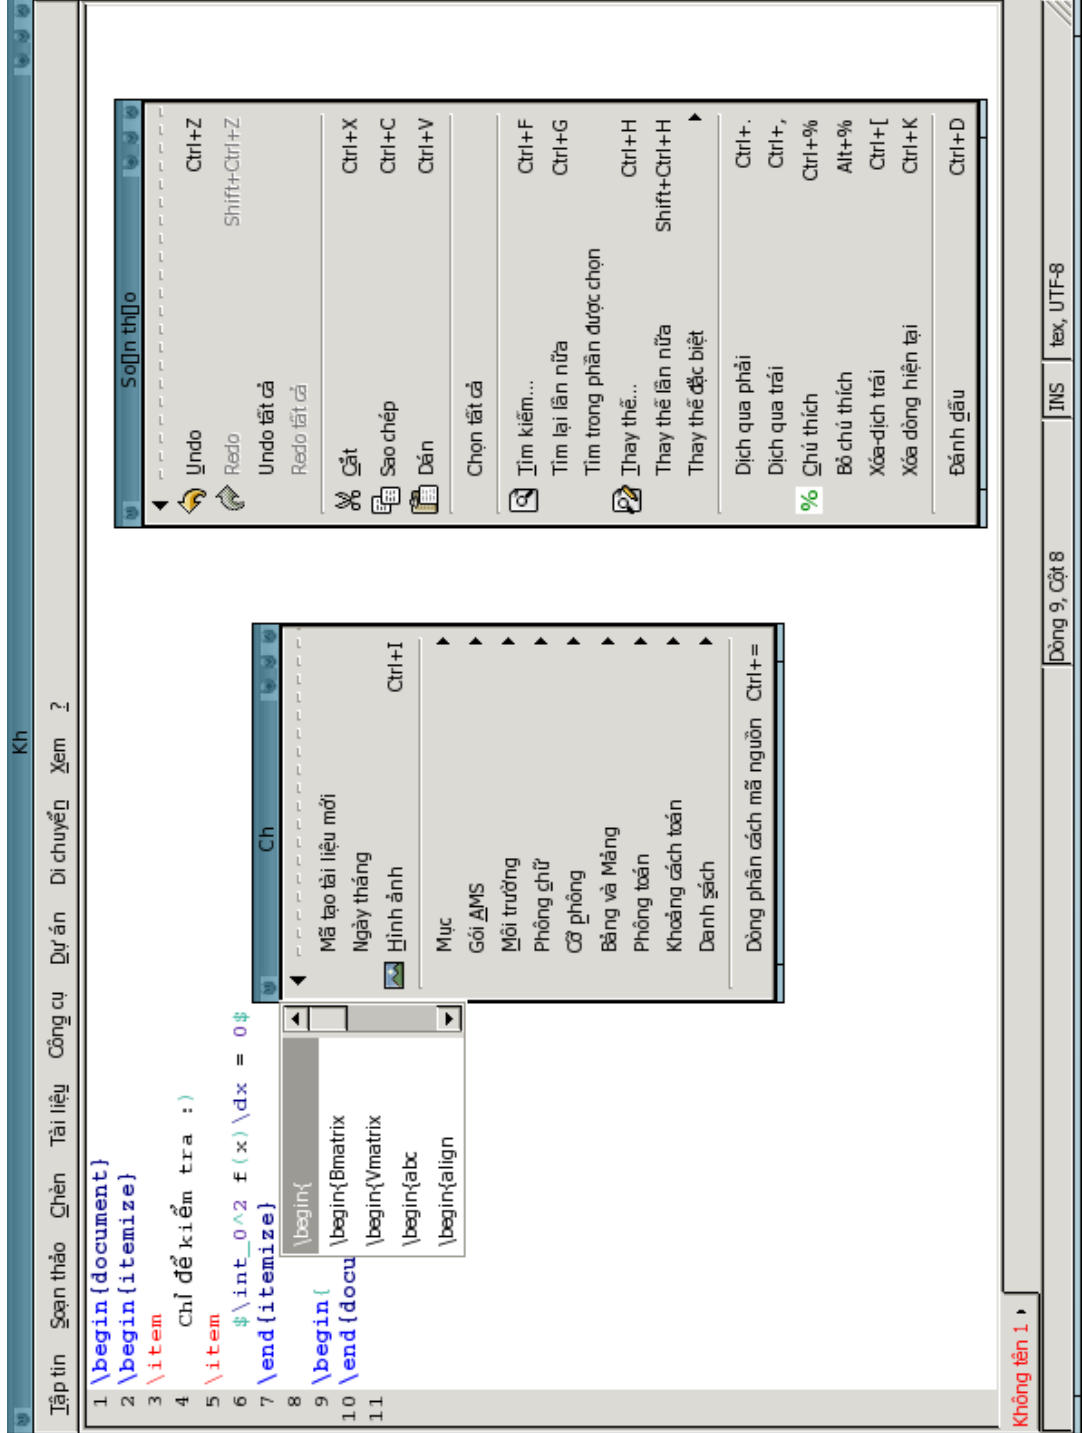 Kh
Tập tin Soạn thảo Chèn Tài liệu Công cụ Dự án Di chuyển Xem ?
1 \begin{document}
2 \begin{itemize}
3 \item
4 Chỉ để kiểm tra :)
5 \item
6 $\int_0^2 f(x)\dx = 0$
7 \end{itemize}
8
9 \begin{
10 \end{docu
11
\begin{
\begin{Bmatrix
\begin{Vmatrix
\begin{abc
\begin{align
Ch
Mã tạo tài liệu mới
Ngày tháng
Hình ảnh Ctrl+I
Mục
Gói AMS
Môi trường
Phông chữ
Cỡ phông
Bảng và Mảng
Phông toán
Khoảng cách toán
Danh sách
Dòng phân cách mã nguồn Ctrl+=
So▯n th▯o
Undo Ctrl+Z
Redo Shift+Ctrl+Z
Undo tất cả
Redo tất cả
Cắt Ctrl+X
Sao chép Ctrl+C
Dán Ctrl+V
Chọn tất cả
Tìm kiếm... Ctrl+F
Tìm lại lần nữa Ctrl+G
Tìm trong phần được chọn
Thay thế... Ctrl+H
Thay thế lần nữa Shift+Ctrl+H
Thay thế đặc biệt
Dịch qua phải Ctrl+.
Dịch qua trái Ctrl+,
% Chú thích Ctrl+%
Bỏ chú thích Alt+%
Xóa-dịch trái Ctrl+[
Xóa dòng hiện tại Ctrl+K
Đánh dấu Ctrl+D
Không tên 1
Dòng 9, Cột 8 INS tex, UTF-8